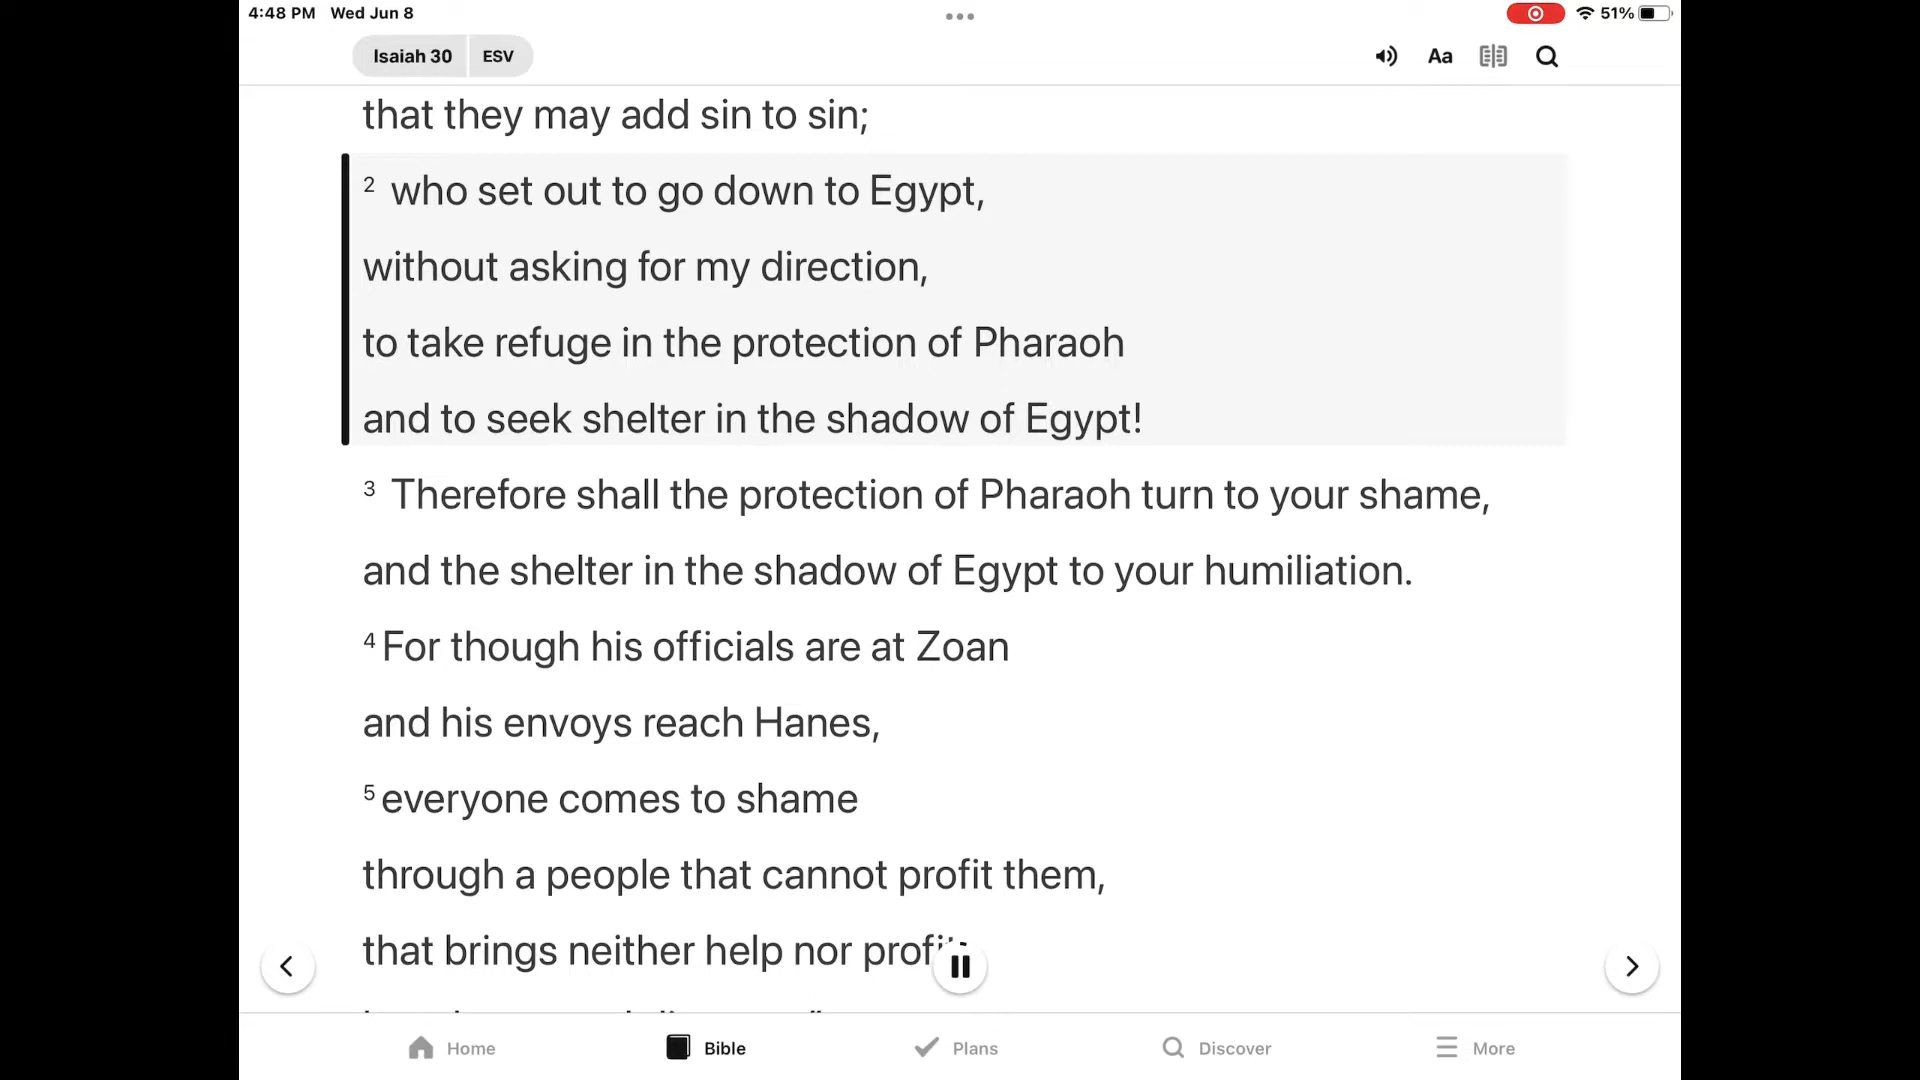 4:48 PM Wed Jun 8
51%
Isaiah 30 ESV
Aa
that they may add sin to sin;
2 who set out to go down to Egypt,
without asking for my direction,
to take refuge in the protection of Pharaoh
and to seek shelter in the shadow of Egypt!
3 Therefore shall the protection of Pharaoh turn to your shame,
and the shelter in the shadow of Egypt to your humiliation.
4 For though his officials are at Zoan
and his envoys reach Hanes,
5 everyone comes to shame
through a people that cannot profit them,
that brings neither help nor
Home Bible Plans Discover More